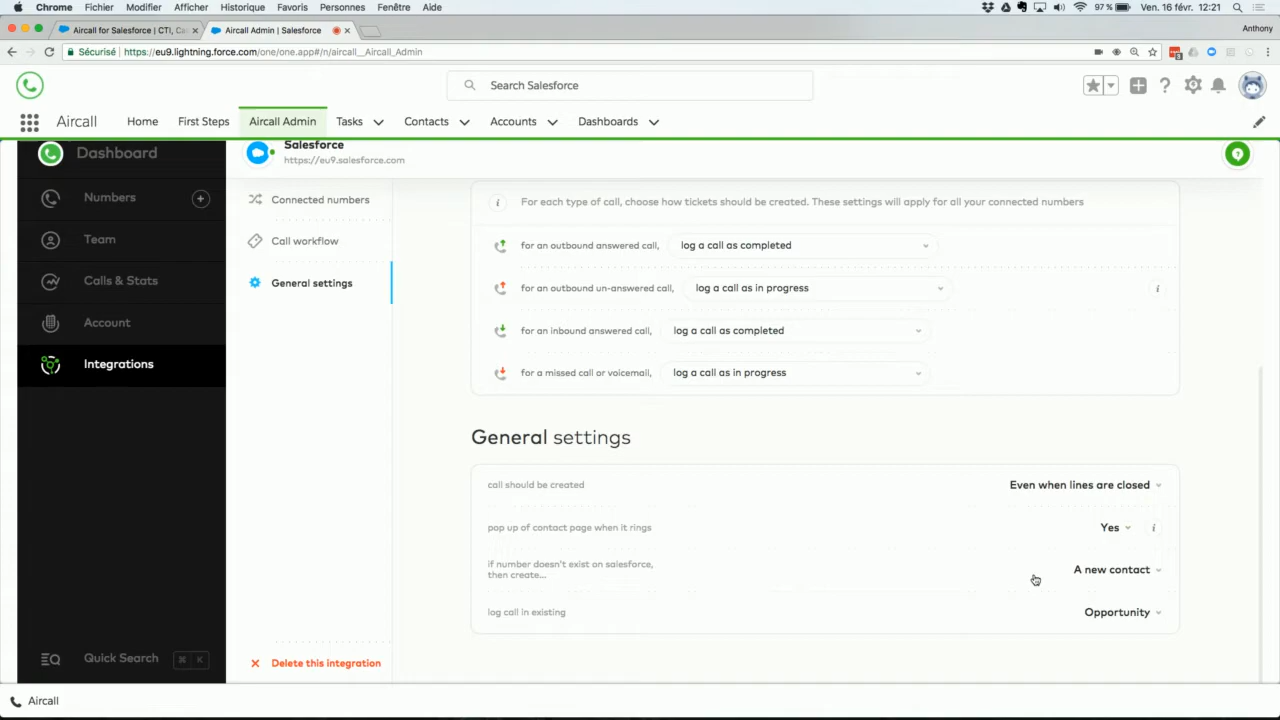 Chrome Fichier Modifier Afficher Historique Favoris Personnes Fenêtre Aide 97 % Ven. 16 févr. 12:21
Aircall for Salesforce | CTI, Ca Aircall Admin | Salesforce Anthony
Sécurisé https://eu9.lightning.force.com/one/one.app#/n/aircall__Aircall_Admin
Search Salesforce
Aircall Home First Steps Aircall Admin Tasks Contacts Accounts Dashboards
Dashboard
Numbers
Team
Calls & Stats
Account
Integrations
Quick Search ⌘ K
Salesforce
https://eu9.salesforce.com
Connected numbers
Call workflow
General settings
Delete this integration
For each type of call, choose how tickets should be created. These settings will apply for all your connected numbers
for an outbound answered call, log a call as completed
for an outbound un-answered call, log a call as in progress
for an inbound answered call, log a call as completed
for a missed call or voicemail, log a call as in progress
General settings
call should be created Even when lines are closed
pop up of contact page when it rings Yes
if number doesn't exist on salesforce,
then create... A new contact
log call in existing Opportunity
Aircall